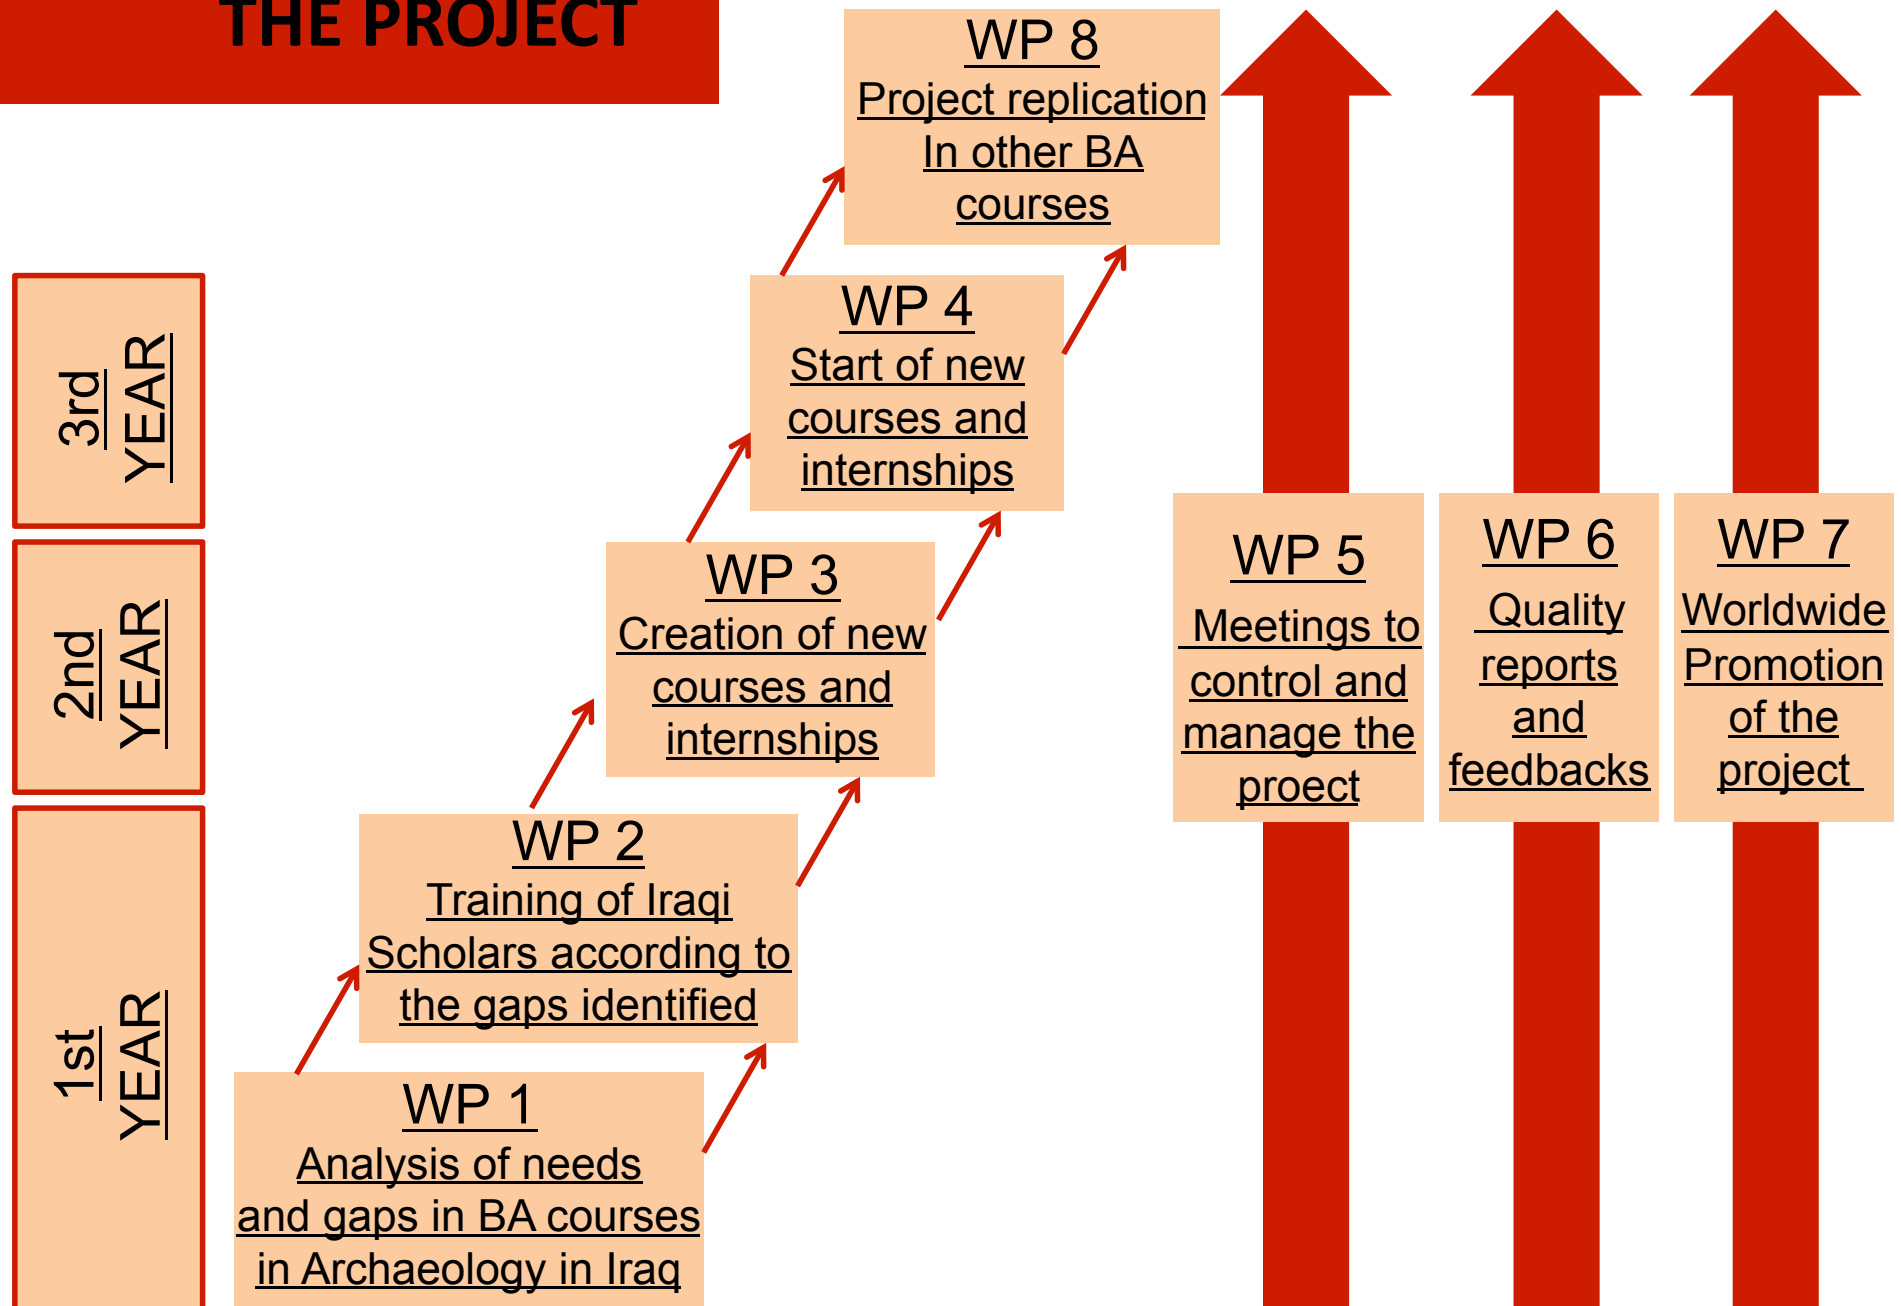 THE PROJECT
WP 8
Project replication
In other BA
courses
3rd
YEAR
WP 4
Start of new
courses and
internships
2nd
YEAR
WP 3
Creation of new
courses and
internships
1st
YEAR
WP 2
Training of Iraqi
Scholars according to
the gaps identified
WP 1
Analysis of needs
and gaps in BA courses
in Archaeology in Iraq
WP 5
Meetings to
control and
manage the
proect
WP 6
Quality
reports
and
feedbacks
WP 7
Worldwide
Promotion
of the
project